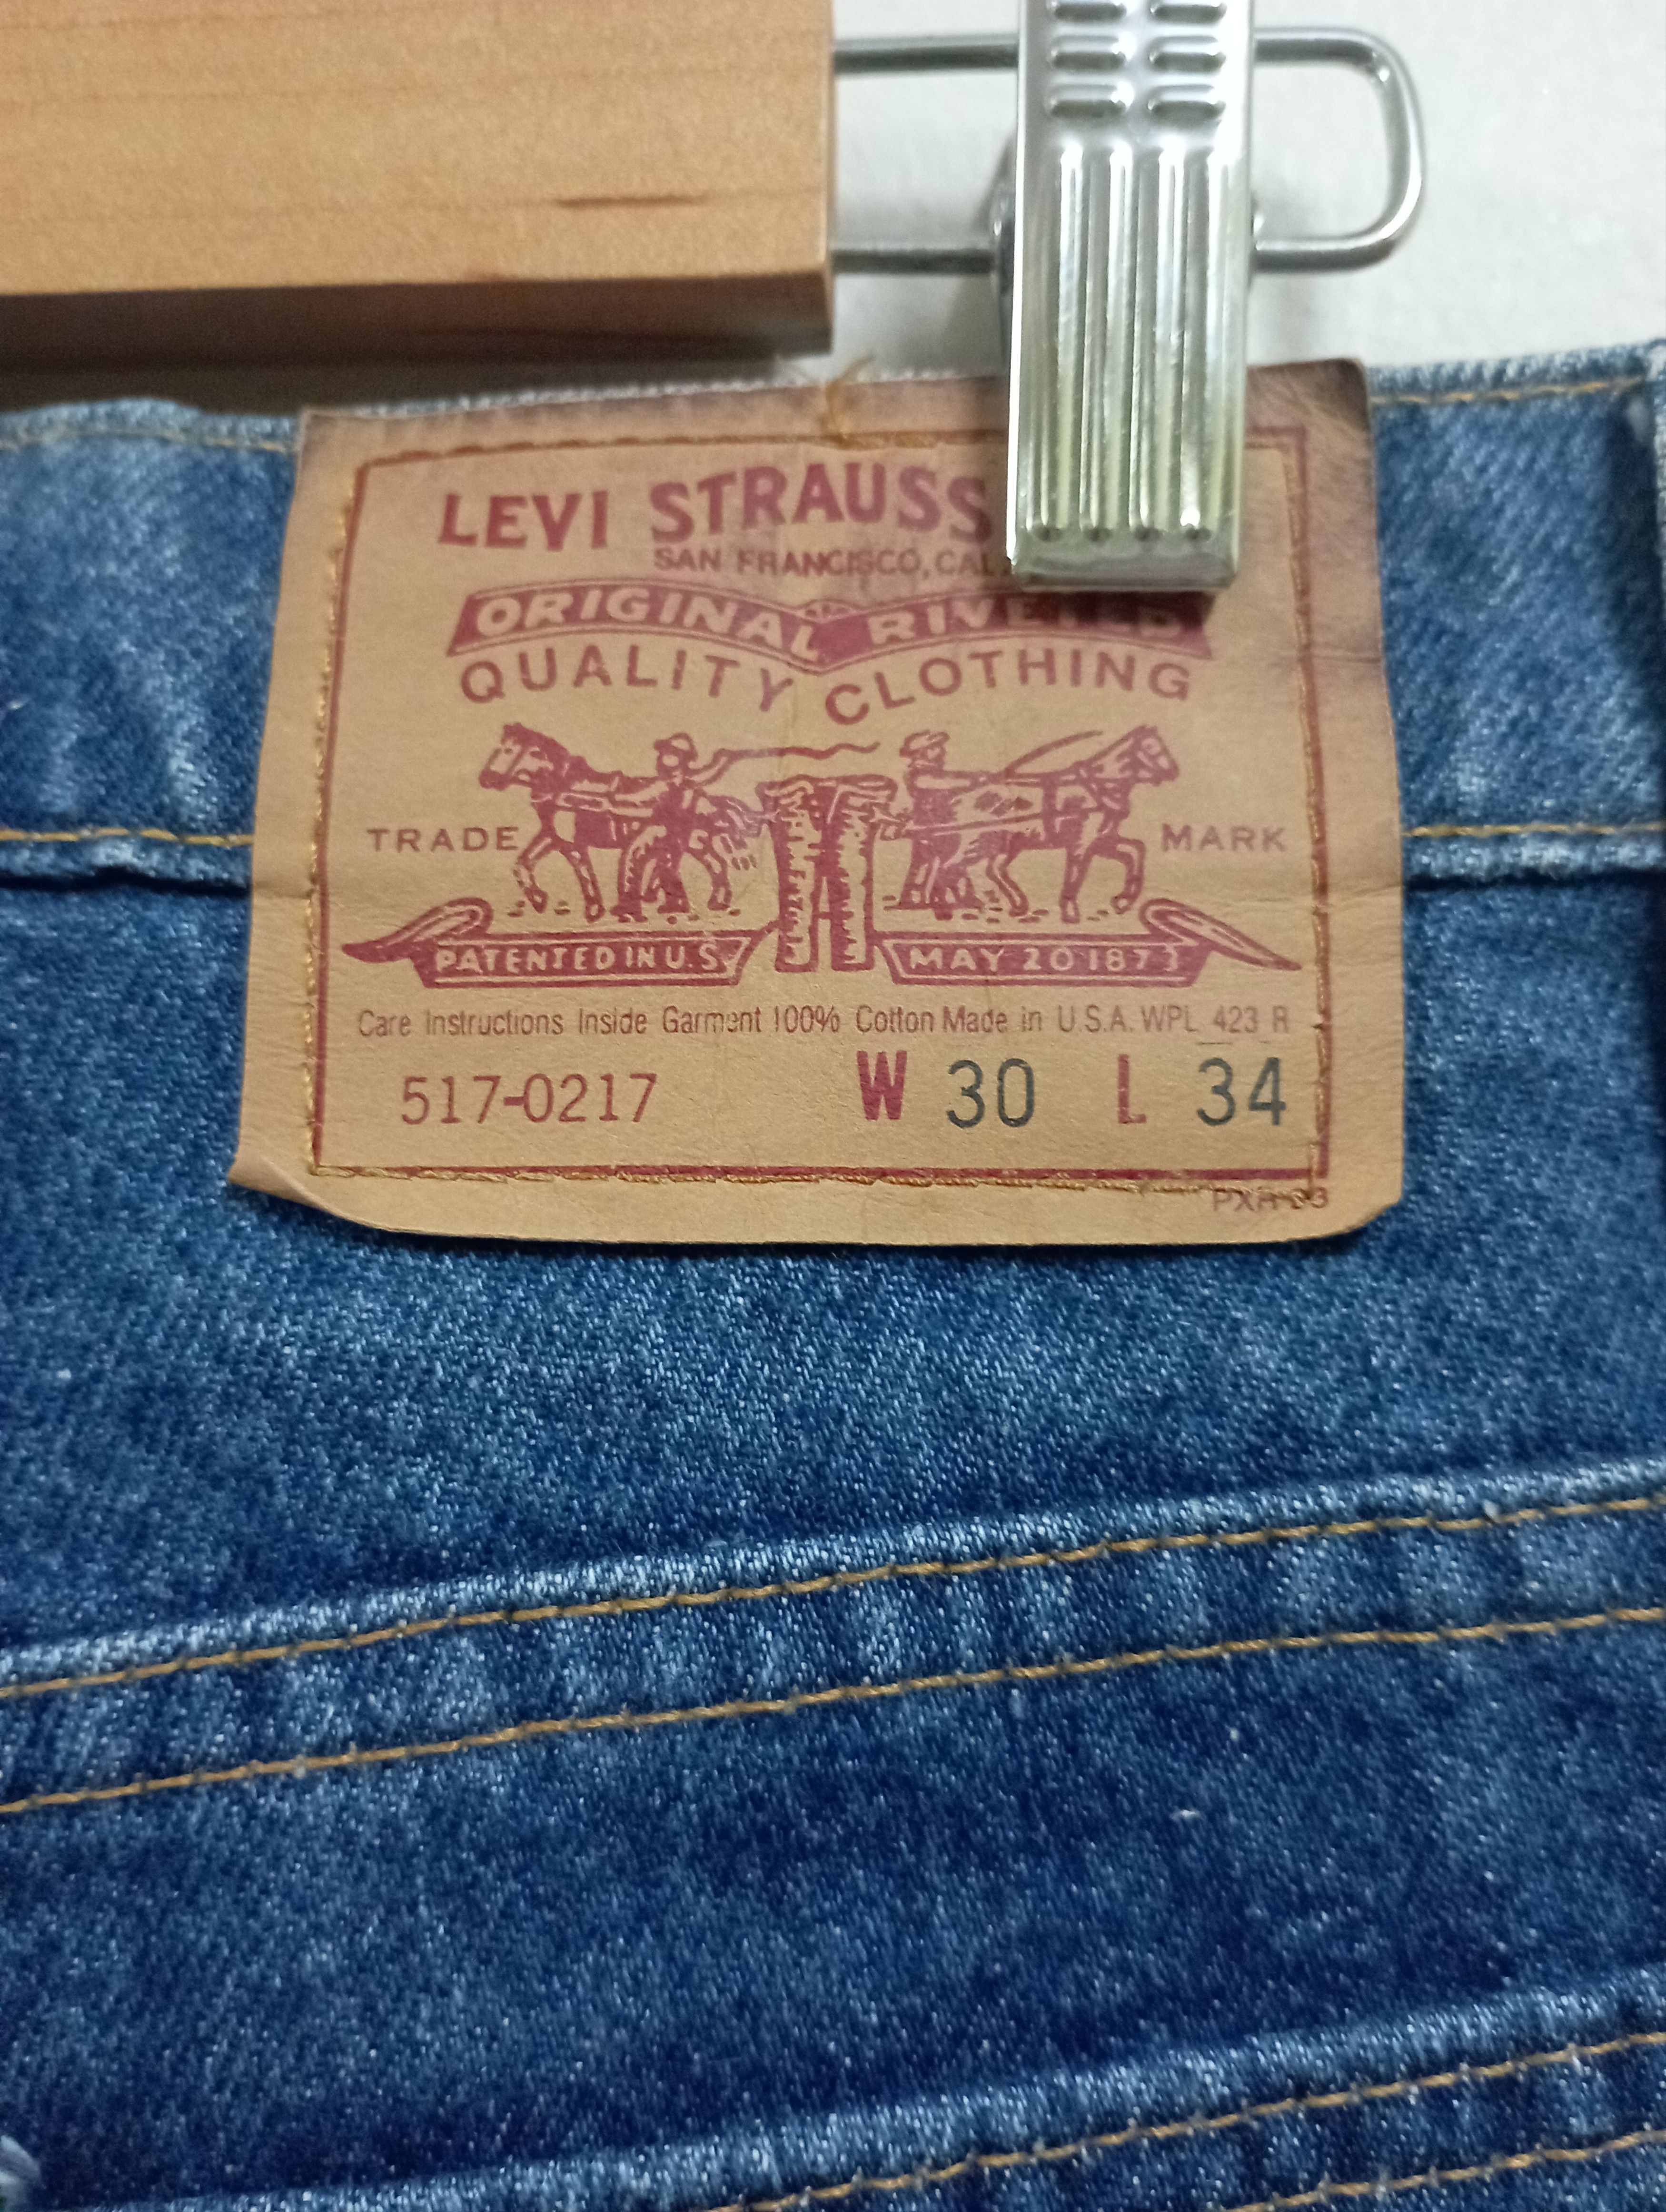 LEVI STRAUSS
SAN FRANCISCO, CAL
ORIGINAL RIVETED
QUALITY CLOTHING
TRADE MARK
PATENTED IN U.S. MAY 20 1873
Care Instructions Inside Garment 100% Cotton Made in U.S.A. WPL 423 R
517-0217 W 30 L 34